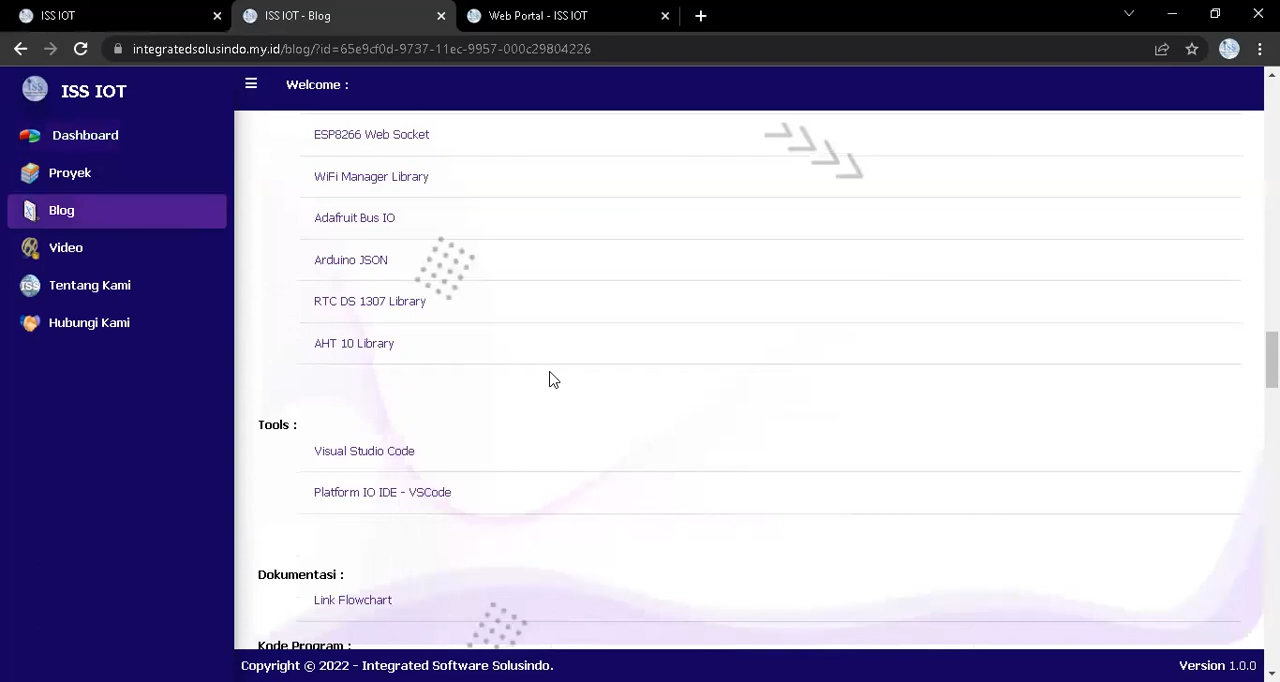 ISS IOT
ISS IOT - Blog
Web Portal - ISS IOT
integratedsolusindo.my.id/blog/?id=65e9cf0d-9737-11ec-9957-000c29804226
ISS IOT
Welcome :
Dashboard
Proyek
Blog
Video
Tentang Kami
Hubungi Kami
ESP8266 Web Socket
WiFi Manager Library
Adafruit Bus IO
Arduino JSON
RTC DS 1307 Library
AHT 10 Library
Tools :
Visual Studio Code
Platform IO IDE - VSCode
Dokumentasi :
Link Flowchart
Kode Program :
Copyright © 2022 - Integrated Software Solusindo.
Version 1.0.0